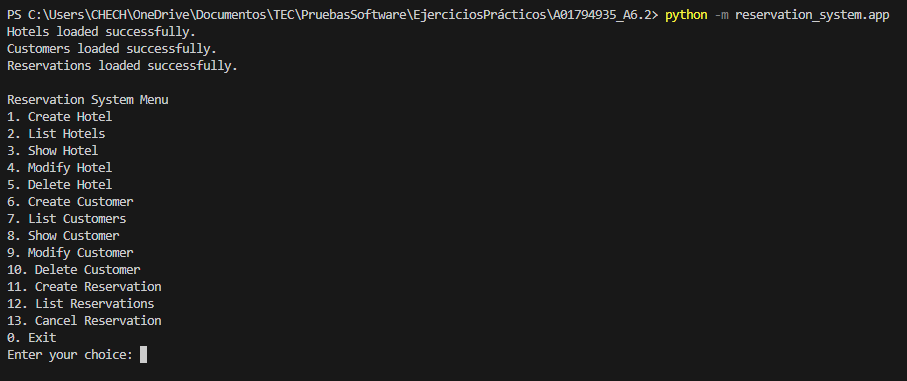 PS C:\Users\CHECH\OneDrive\Documentos\TEC\PruebasSoftware\EjerciciosPrácticos\A01794935_A6.2> python -m reservation_system.app
Hotels loaded successfully.
Customers loaded successfully.
Reservations loaded successfully.
Reservation System Menu
1. Create Hotel
2. List Hotels
3. Show Hotel
4. Modify Hotel
5. Delete Hotel
6. Create Customer
7. List Customers
8. Show Customer
9. Modify Customer
10. Delete Customer
11. Create Reservation
12. List Reservations
13. Cancel Reservation
0. Exit
Enter your choice: